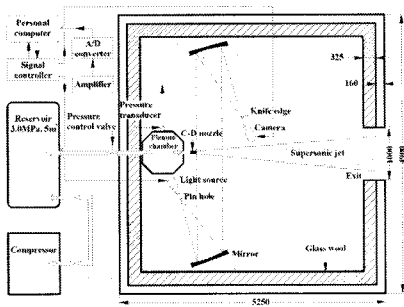 Personal
computer
Signal
controller
A/D
converter
Amplifier
Reservoir
3.0MPa, 5m
Pressure
control valve
Compressor
Pressure
transducer
Plenum
chamber
C-D nozzle
Light source
Pin hole
Knife edge
Camera
Supersonic jet
Exit
Mirror
Glass wool
325
160
1000
4900
5250